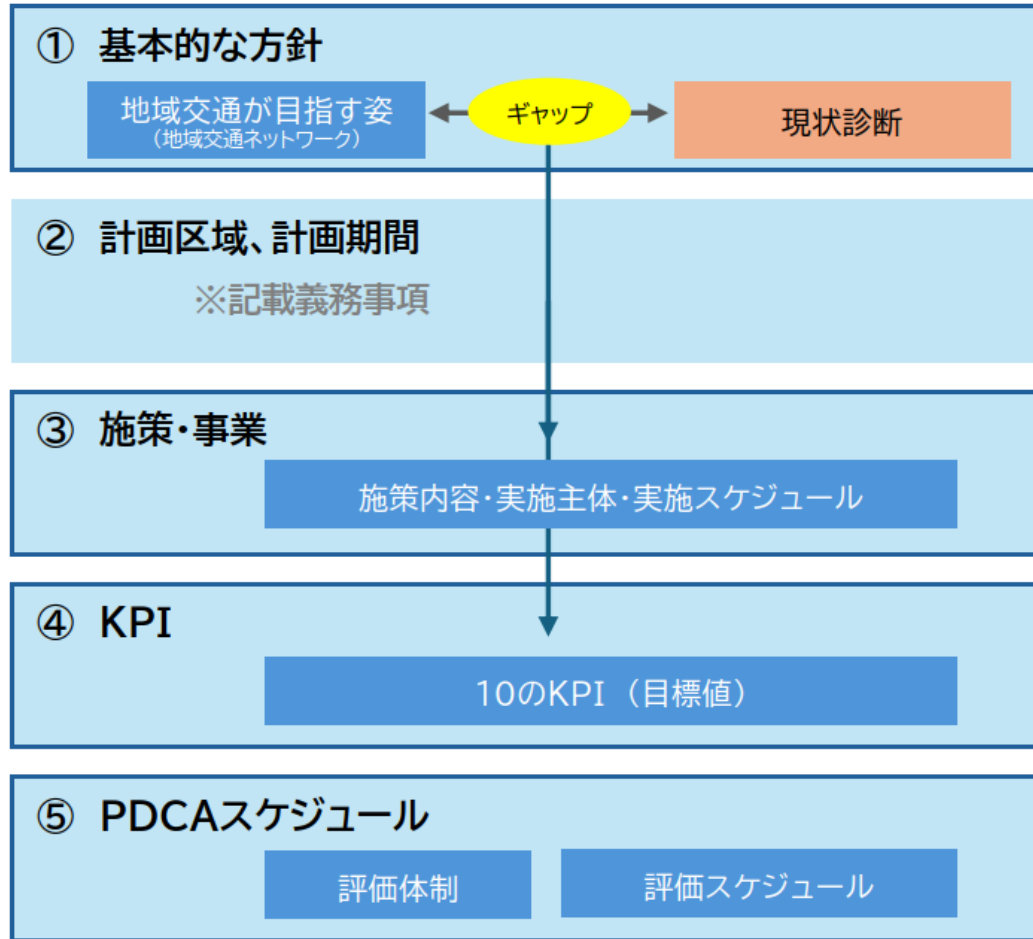 ① 基本的な方針
地域交通が目指す姿
(地域交通ネットワーク)
ギャップ
現状診断
② 計画区域、計画期間
※記載義務事項
③ 施策・事業
施策内容・実施主体・実施スケジュール
④ KPI
10のKPI (目標値)
⑤ PDCAスケジュール
評価体制
評価スケジュール